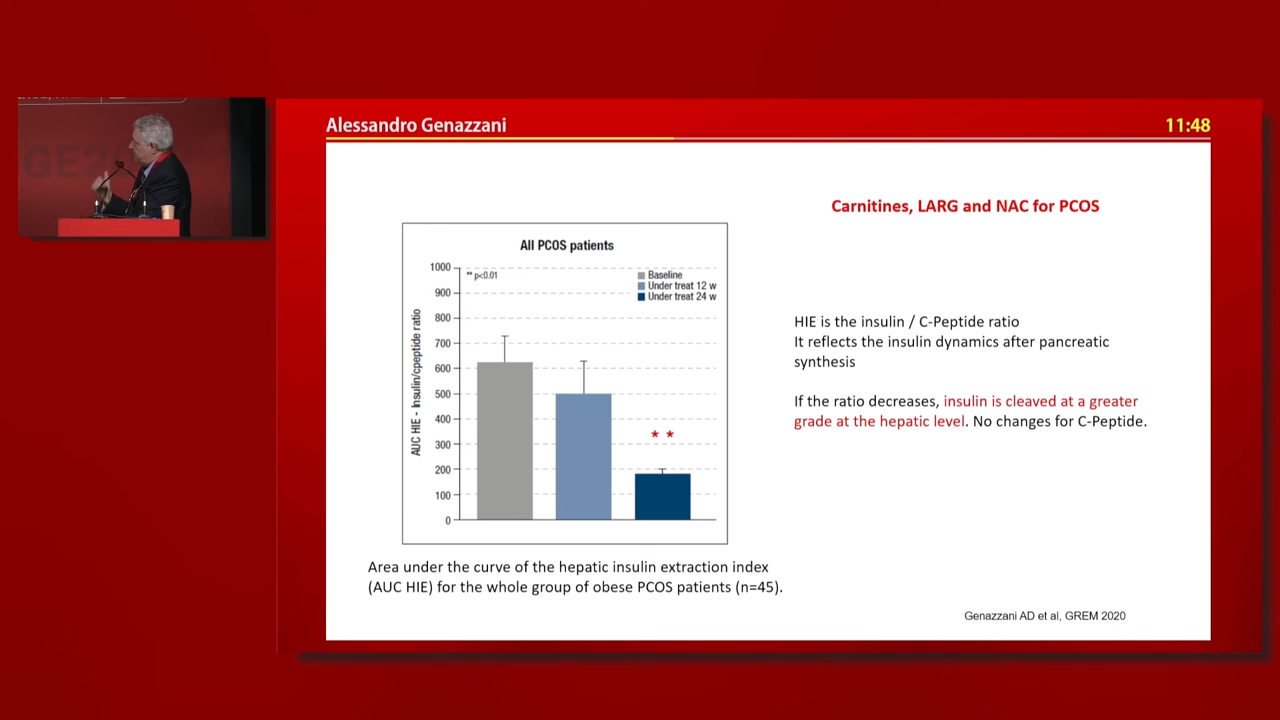 Alessandro Genazzani
11:48
Carnitines, LARG and NAC for PCOS
All PCOS patients
** p<0.01
Baseline
Under treat 12 w
Under treat 24 w
AUC HIE - Insulin/cpeptide ratio
1000
900
800
700
600
500
400
300
200
100
0
* *
HIE is the insulin / C-Peptide ratio
It reflects the insulin dynamics after pancreatic
synthesis
If the ratio decreases, insulin is cleaved at a greater
grade at the hepatic level. No changes for C-Peptide.
Area under the curve of the hepatic insulin extraction index
(AUC HIE) for the whole group of obese PCOS patients (n=45).
Genazzani AD et al, GREM 2020